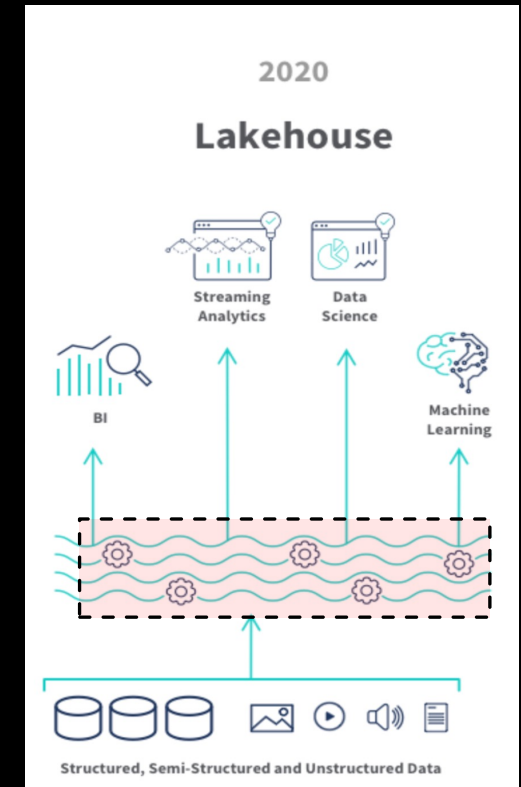 2020
Lakehouse
Streaming
Analytics
Data
Science
BI
Machine
Learning
Structured, Semi-Structured and Unstructured Data